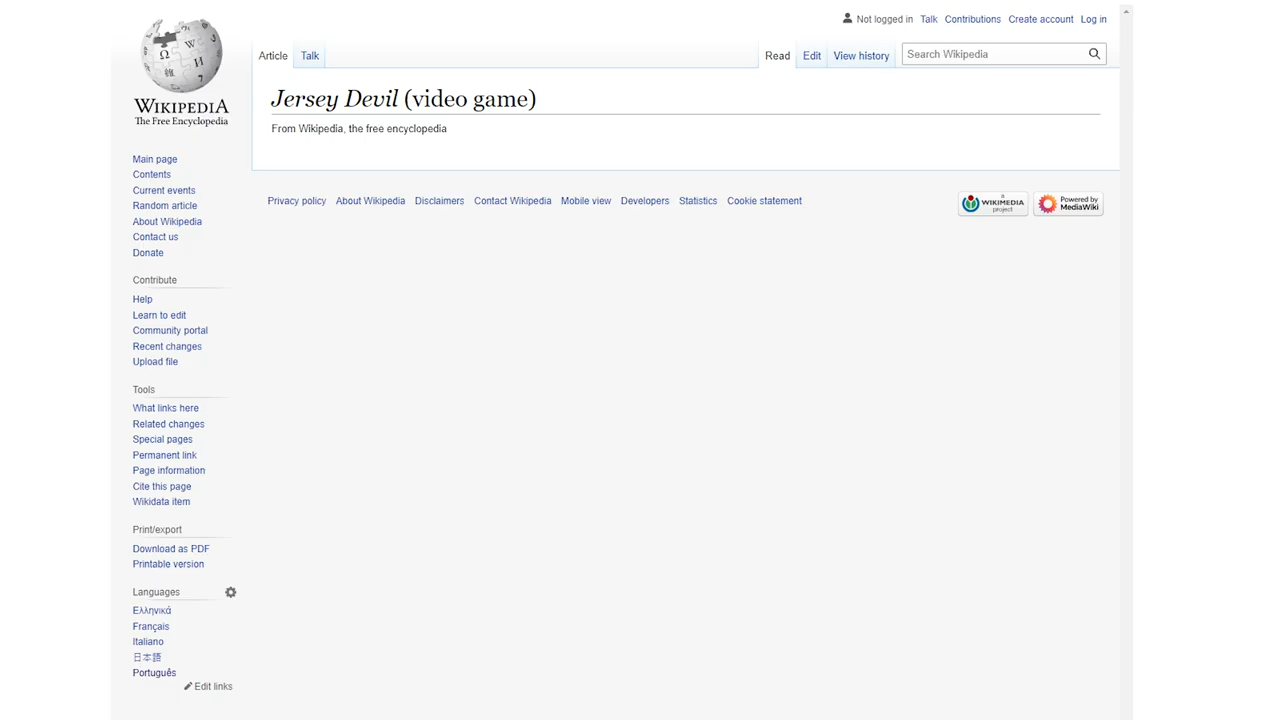 Not logged in Talk Contributions Create account Log in
Article Talk Read Edit View history Search Wikipedia
WIKIPEDIA
The Free Encyclopedia
Jersey Devil (video game)
From Wikipedia, the free encyclopedia
Main page
Contents
Current events
Random article
About Wikipedia
Contact us
Donate
Contribute
Help
Learn to edit
Community portal
Recent changes
Upload file
Tools
What links here
Related changes
Special pages
Permanent link
Page information
Cite this page
Wikidata item
Print/export
Download as PDF
Printable version
Languages
Ελληνικά
Français
Italiano
日本語
Português
Edit links
Privacy policy About Wikipedia Disclaimers Contact Wikipedia Mobile view Developers Statistics Cookie statement
A WIKIMEDIA project
Powered by MediaWiki